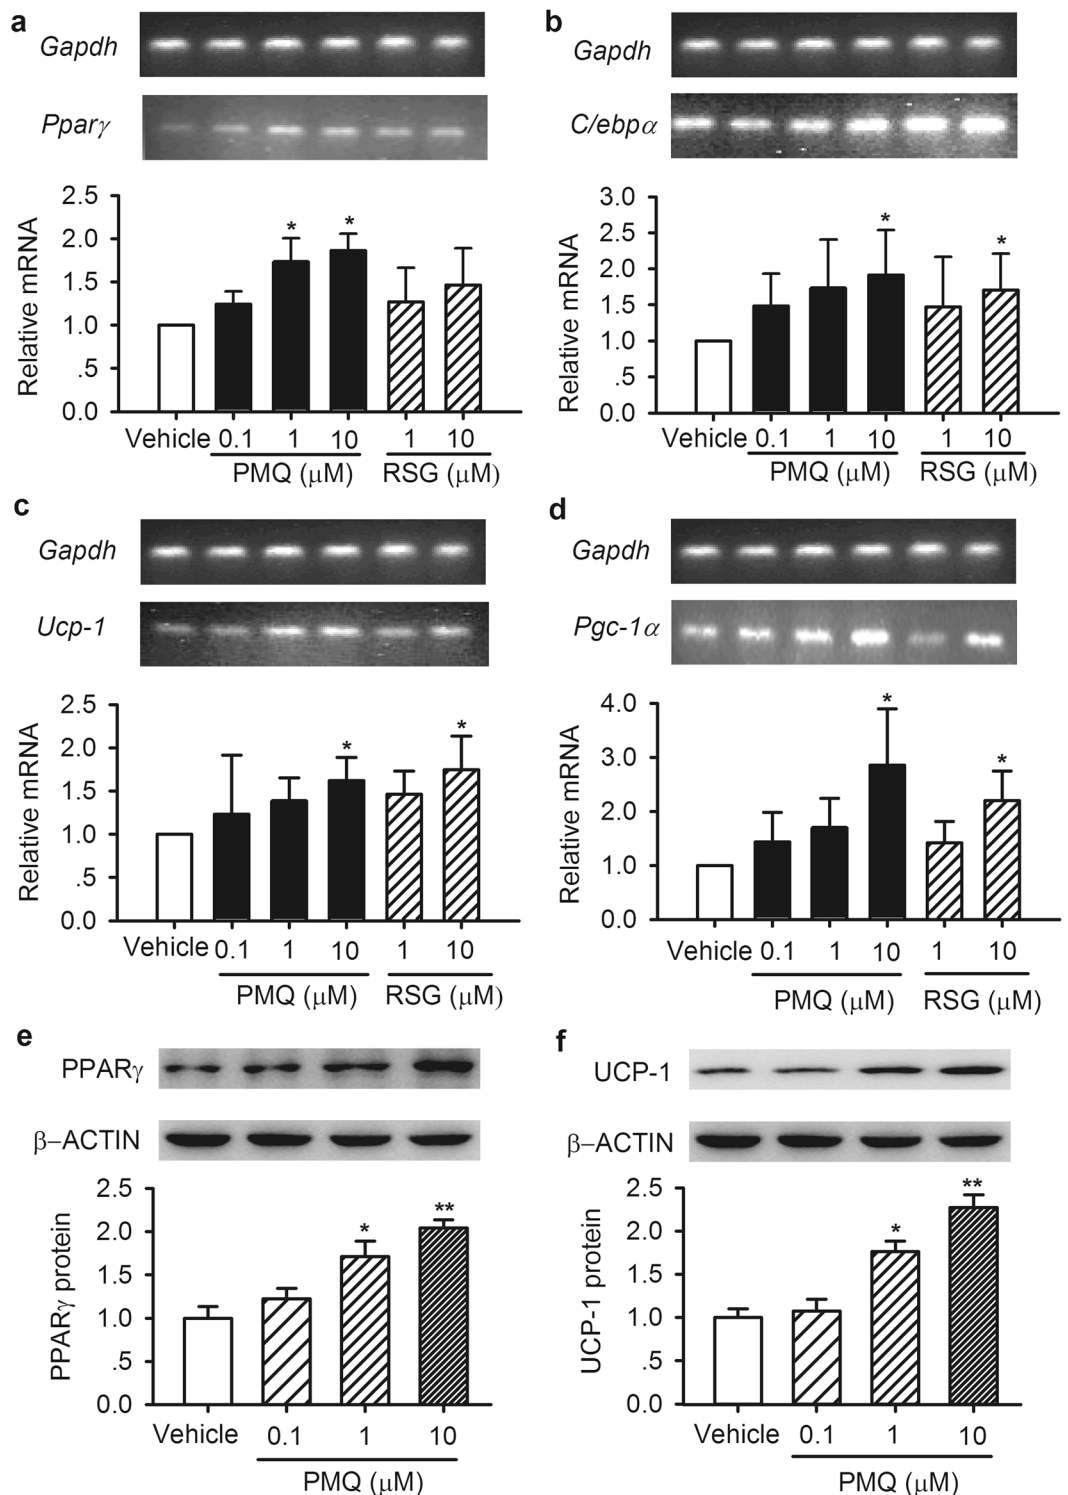 a
Gapdh
Pparγ
Relative mRNA
2.5
2.0
1.5
1.0
.5
0.0
*
*
Vehicle 0.1 1 10 1 10
PMQ (μM) RSG (μM)
b
Gapdh
C/ebpα
Relative mRNA
3.0
2.5
2.0
1.5
1.0
.5
0.0
*
*
Vehicle 0.1 1 10 1 10
PMQ (μM) RSG (μM)
c
Gapdh
Ucp-1
Relative mRNA
2.5
2.0
1.5
1.0
.5
0.0
*
*
Vehicle 0.1 1 10 1 10
PMQ (μM) RSG (μM)
d
Gapdh
Pgc-1α
Relative mRNA
4.0
3.0
2.0
1.0
0.0
*
*
Vehicle 0.1 1 10 1 10
PMQ (μM) RSG (μM)
e
PPARγ
β–ACTIN
PPARγ protein
2.5
2.0
1.5
1.0
.5
0.0
*
**
Vehicle 0.1 1 10
PMQ (μM)
f
UCP-1
β–ACTIN
UCP-1 protein
2.5
2.0
1.5
1.0
.5
0.0
*
**
Vehicle 0.1 1 10
PMQ (μM)